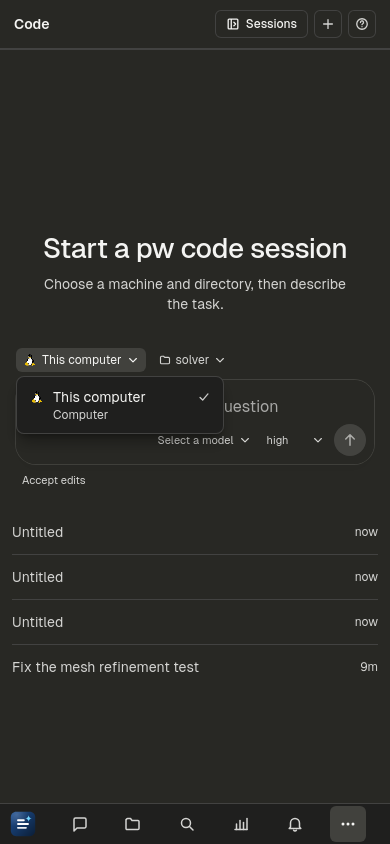 Code
Sessions
Start a pw code session
Choose a machine and directory, then describe
the task.
This computer
solver
This computer
Computer
uestion
Select a model
high
Accept edits
Untitled
now
Untitled
now
Untitled
now
Fix the mesh refinement test
9m